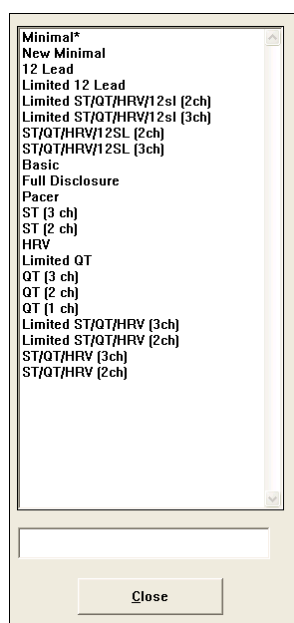 Minimal*
New Minimal
12 Lead
Limited 12 Lead
Limited ST/QT/HRV/12sl (2ch)
Limited ST/QT/HRV/12sl (3ch)
ST/QT/HRV/12SL (2ch)
ST/QT/HRV/12SL (3ch)
Basic
Full Disclosure
Pacer
ST (3 ch)
ST (2 ch)
HRV
Limited QT
QT (3 ch)
QT (2 ch)
QT (1 ch)
Limited ST/QT/HRV (3ch)
Limited ST/QT/HRV (2ch)
ST/QT/HRV (3ch)
ST/QT/HRV (2ch)
Close